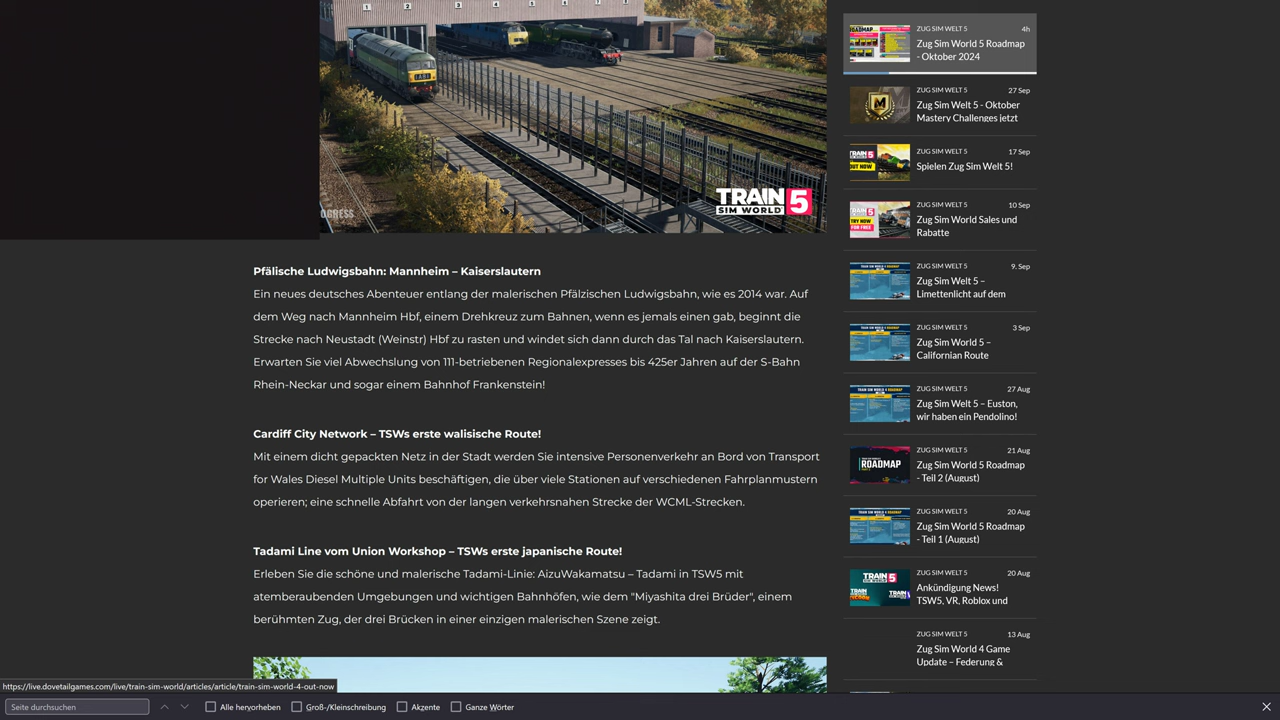 1 2 3 4 5 6 7
TRAIN 5
SIM WORLD
OGRESS
Pfälische Ludwigsbahn: Mannheim – Kaiserslautern
Ein neues deutsches Abenteuer entlang der malerischen Pfälzischen Ludwigsbahn, wie es 2014 war. Auf
dem Weg nach Mannheim Hbf, einem Drehkreuz zum Bahnen, wenn es jemals einen gab, beginnt die
Strecke nach Neustadt (Weinstr) Hbf zu rasten und windet sich dann durch das Tal nach Kaiserslautern.
Erwarten Sie viel Abwechslung von 111-betriebenen Regionalexpresses bis 425er Jahren auf der S-Bahn
Rhein-Neckar und sogar einem Bahnhof Frankenstein!
Cardiff City Network – TSWs erste walisische Route!
Mit einem dicht gepackten Netz in der Stadt werden Sie intensive Personenverkehr an Bord von Transport
for Wales Diesel Multiple Units beschäftigen, die über viele Stationen auf verschiedenen Fahrplanmustern
operieren; eine schnelle Abfahrt von der langen verkehrsnahen Strecke der WCML-Strecken.
Tadami Line vom Union Workshop – TSWs erste japanische Route!
Erleben Sie die schöne und malerische Tadami-Linie: AizuWakamatsu – Tadami in TSW5 mit
atemberaubenden Umgebungen und wichtigen Bahnhöfen, wie dem "Miyashita drei Brüder", einem
berühmten Zug, der drei Brücken in einer einzigen malerischen Szene zeigt.
ZUG SIM WELT 5 4h
Zug Sim World 5 Roadmap
- Oktober 2024
ZUG SIM WELT 5 27 Sep
Zug Sim Welt 5 - Oktober
Mastery Challenges jetzt
ZUG SIM WELT 5 17 Sep
Spielen Zug Sim Welt 5!
ZUG SIM WELT 5 10 Sep
Zug Sim World Sales und
Rabatte
ZUG SIM WELT 5 9. Sep
Zug Sim Welt 5 –
Limettenlicht auf dem
ZUG SIM WELT 5 3 Sep
Zug Sim Welt 5 –
Californian Route
ZUG SIM WELT 5 27 Aug
Zug Sim Welt 5 – Euston,
wir haben ein Pendolino!
ZUG SIM WELT 5 21 Aug
ROADMAP
Zug Sim World 5 Roadmap
- Teil 2 (August)
ZUG SIM WELT 5 20 Aug
Zug Sim World 5 Roadmap
- Teil 1 (August)
ZUG SIM WELT 5 20 Aug
Ankündigung News!
TSW5, VR, Roblox und
ZUG SIM WELT 5 13 Aug
Zug Sim World 4 Game
Update – Federung &
https://live.dovetailgames.com/live/train-sim-world/articles/article/train-sim-world-4-out-now
Seite durchsuchen Alle hervorheben Groß-/Kleinschreibung Akzente Ganze Wörter